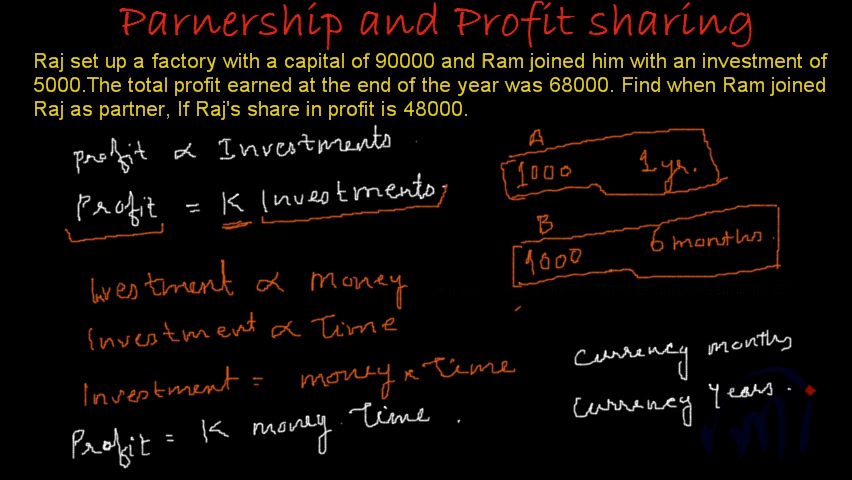 Parnership and Profit sharing
Raj set up a factory with a capital of 90000 and Ram joined him with an investment of
5000.The total profit earned at the end of the year was 68000. Find when Ram joined
Raj as partner, If Raj's share in profit is 48000.
profit ∝ Investments
Profit = K Investments
Investment ∝ money
Investment ∝ Time
Investment = money × Time
Profit = K money. Time.
A
1000 1 yr.
B
1000 6 months
Currency months
Currency Years.